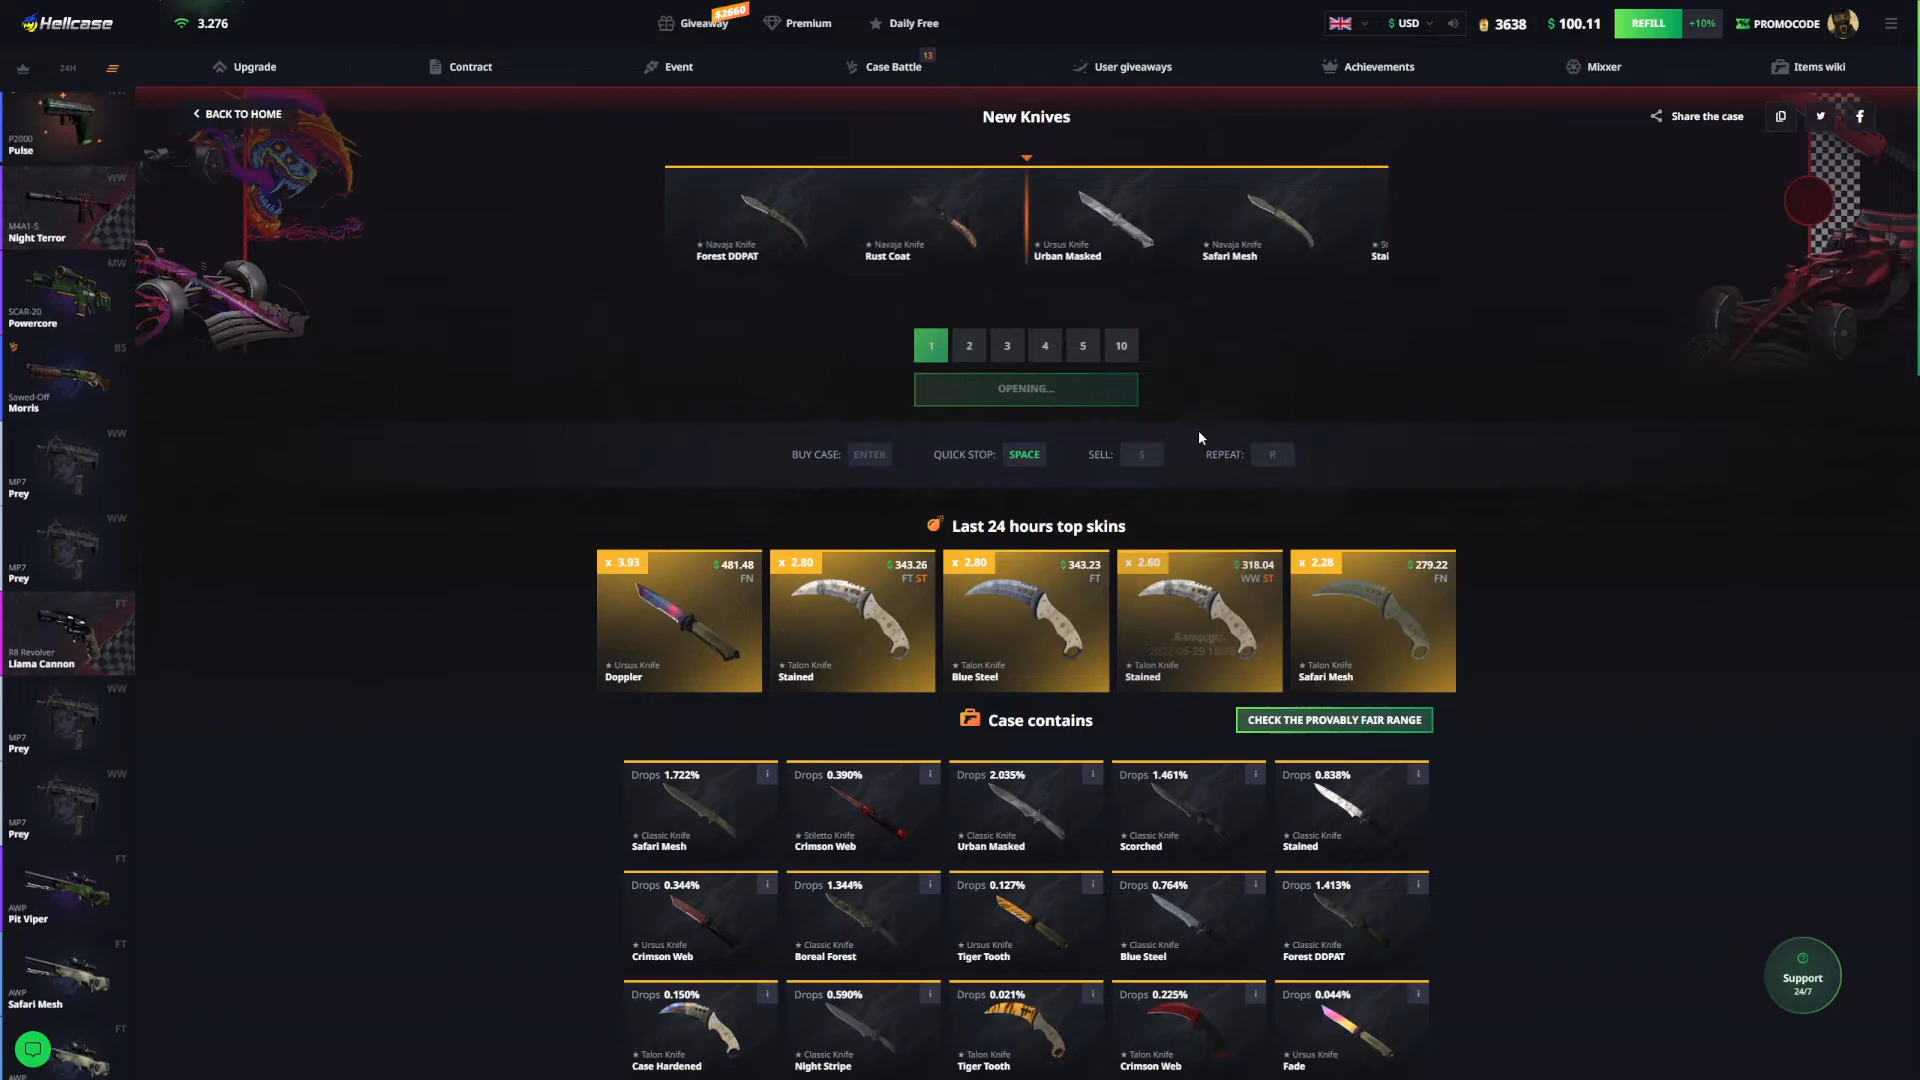 Hellcase
3.276
Giveaway
$2660
Premium
Daily Free
$ USD
3638
$ 100.11
REFILL
+10%
PROMOCODE
24H
Upgrade
Contract
Event
Case Battle
13
User giveaways
Achievements
Mixxer
Items wiki
BACK TO HOME
New Knives
Share the case
P2000
Pulse
WW
M4A1-S
Night Terror
MW
SCAR-20
Powercore
BS
Sawed-Off
Morris
WW
MP7
Prey
WW
MP7
Prey
FT
R8 Revolver
Llama Cannon
WW
MP7
Prey
WW
MP7
Prey
FT
AWP
Pit Viper
FT
AWP
Safari Mesh
FT
AWP
★ Navaja Knife
Forest DDPAT
★ Navaja Knife
Rust Coat
★ Ursus Knife
Urban Masked
★ Navaja Knife
Safari Mesh
★ St
Stai
1 2 3 4 5 10
OPENING...
BUY CASE: ENTER QUICK STOP: SPACE SELL: S REPEAT: R
Last 24 hours top skins
x 3.93 $ 481.48
FN
★ Ursus Knife
Doppler
x 2.80 $ 343.26
FT ST
★ Talon Knife
Stained
x 2.80 $ 343.23
FT
★ Talon Knife
Blue Steel
x 2.60 $ 318.04
WW ST
.&amp;gt;.
2022-06-29 18:26
★ Talon Knife
Stained
x 2.28 $ 279.22
FN
★ Talon Knife
Safari Mesh
Case contains
CHECK THE PROVABLY FAIR RANGE
Drops 1.722% i
★ Classic Knife
Safari Mesh
Drops 0.390% i
★ Stiletto Knife
Crimson Web
Drops 2.035% i
★ Classic Knife
Urban Masked
Drops 1.461% i
★ Classic Knife
Scorched
Drops 0.838% i
★ Classic Knife
Stained
Drops 0.344% i
★ Ursus Knife
Crimson Web
Drops 1.344% i
★ Classic Knife
Boreal Forest
Drops 0.127% i
★ Ursus Knife
Tiger Tooth
Drops 0.764% i
★ Classic Knife
Blue Steel
Drops 1.413% i
★ Classic Knife
Forest DDPAT
Drops 0.150% i
★ Talon Knife
Case Hardened
Drops 0.590% i
★ Classic Knife
Night Stripe
Drops 0.021% i
★ Talon Knife
Tiger Tooth
Drops 0.225% i
★ Talon Knife
Crimson Web
Drops 0.044% i
★ Ursus Knife
Fade
Support
24/7